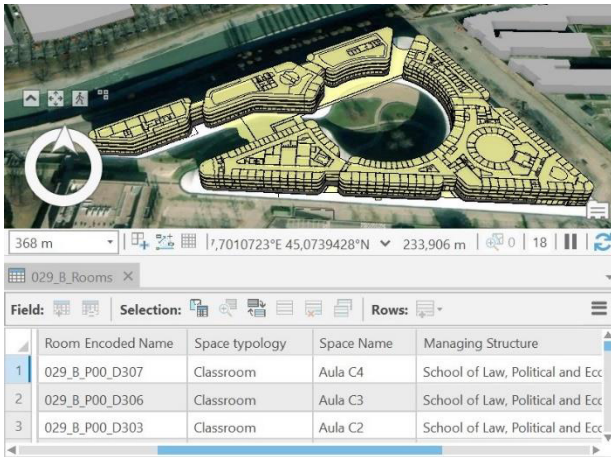 368 m 7,7010723°E 45,0739428°N 233,906 m 0 18
029_B_Rooms
Field: Selection: Rooms:
Room Encoded Name Space typology Space Name Managing Structure
1 029_B_P00_D307 Classroom Aula C4 School of Law, Political and Ecc
2 029_B_P00_D306 Classroom Aula C3 School of Law, Political and Ecc
3 029_B_P00_D303 Classroom Aula C2 School of Law, Political and Ecc